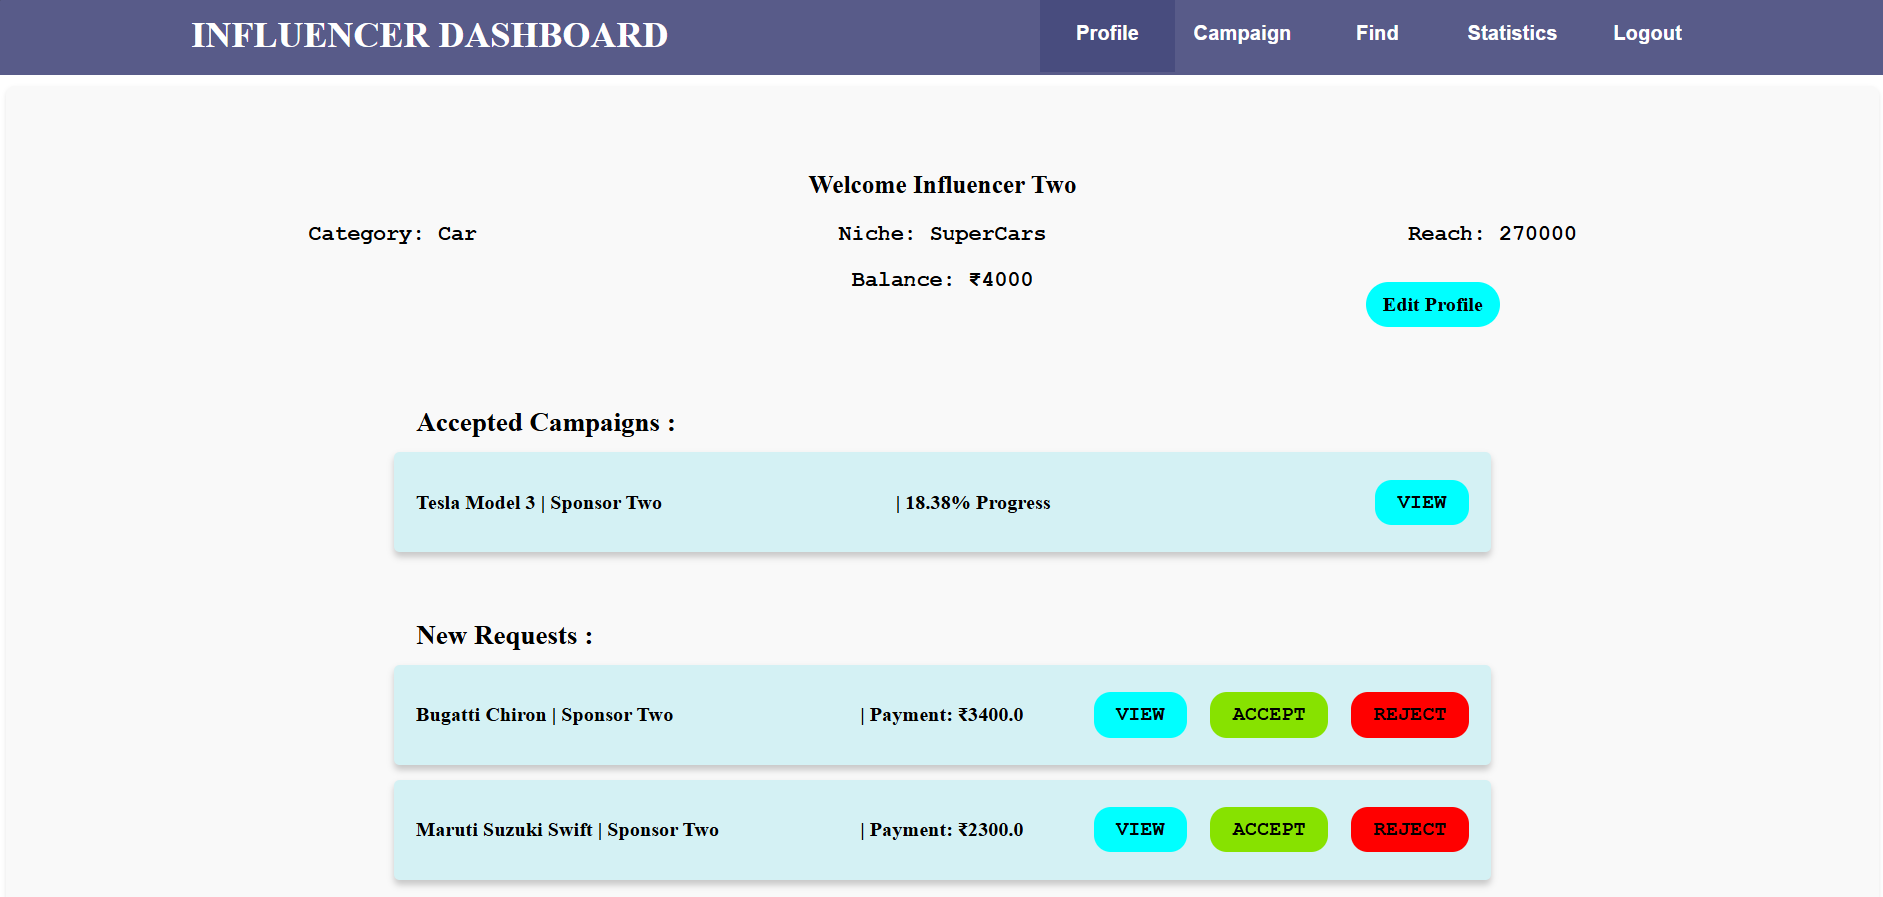 INFLUENCER DASHBOARD Profile Campaign Find Statistics Logout
Welcome Influencer Two
Category: Car Niche: SuperCars Reach: 270000
Balance: ₹4000
Edit Profile
Accepted Campaigns :
Tesla Model 3 | Sponsor Two | 18.38% Progress VIEW
New Requests :
Bugatti Chiron | Sponsor Two | Payment: ₹3400.0 VIEW ACCEPT REJECT
Maruti Suzuki Swift | Sponsor Two | Payment: ₹2300.0 VIEW ACCEPT REJECT